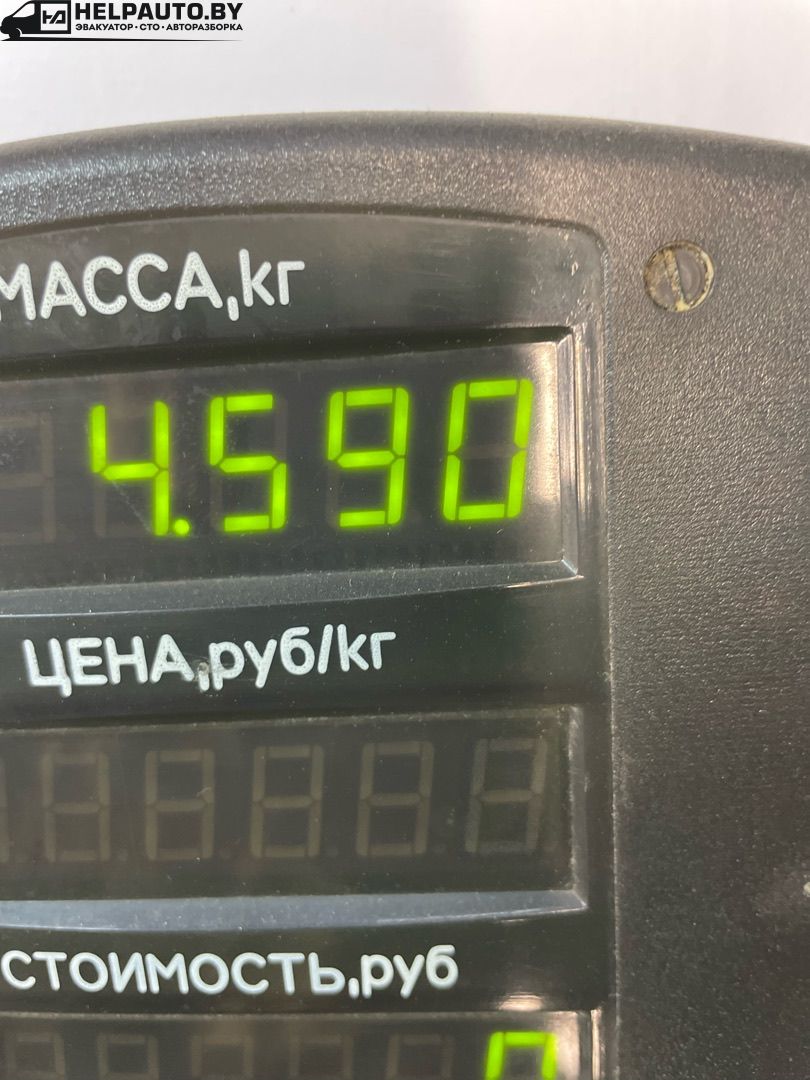 HELPAUTO.BY
ЭВАКУАТОР • СТО • АВТОРАЗБОРКА
МАССА,кг
4.590
ЦЕНА,руб/кг
СТОИМОСТЬ,руб